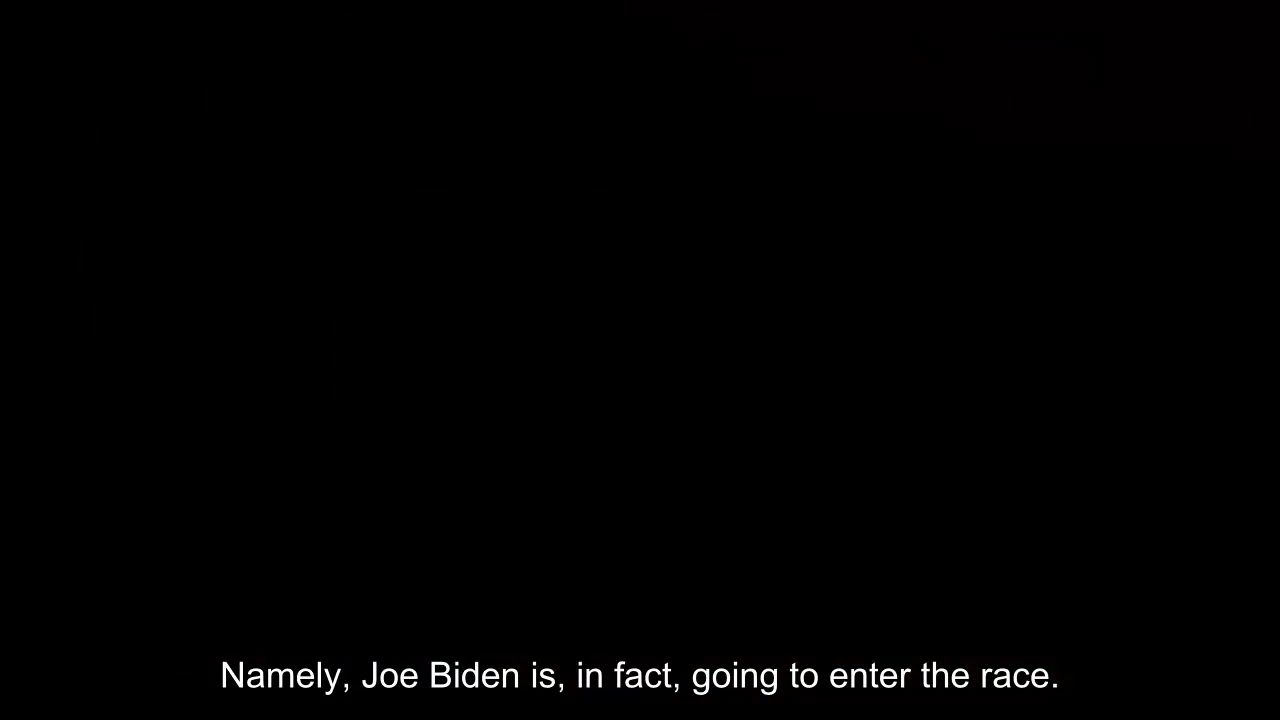 Namely, Joe Biden is, in fact, going to enter the race.